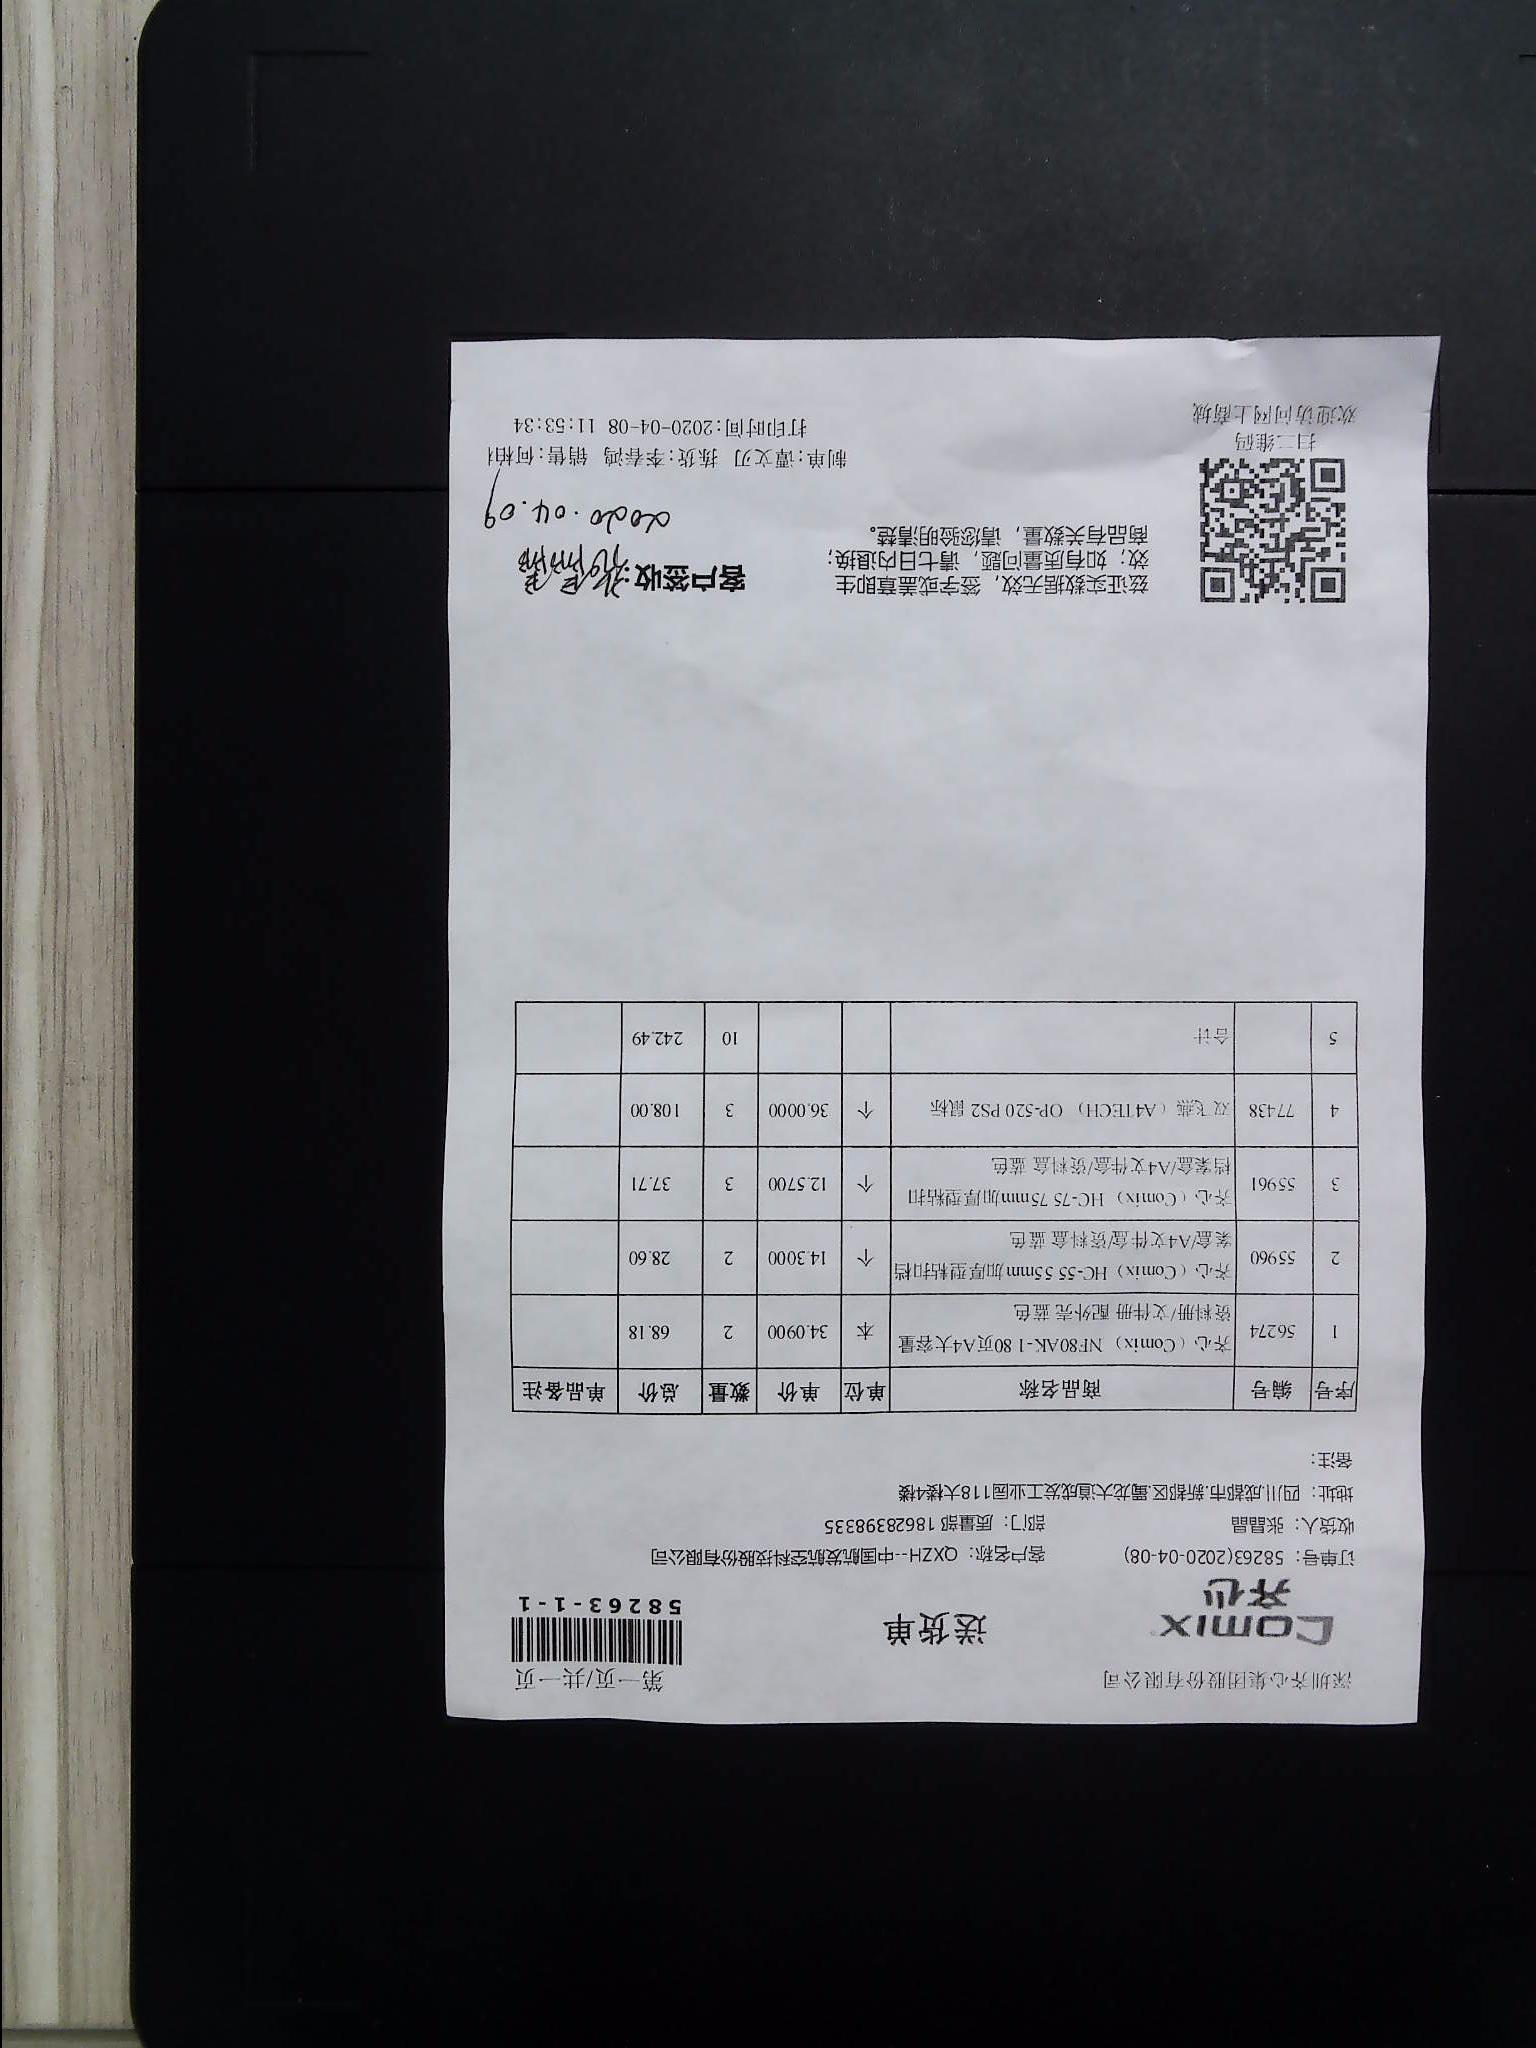 深圳齐心集团股份有限公司
第一页/共一页
COMIX
齐心
送货单
58263-1-1
订单号：58263(2020-04-08) 客户名称：QXZH--中国航发航空科技股份有限公司
收货人：张晶晶 部门：质量部 18628398335
地址：四川.成都市.新都区.蜀龙大道成发工业园118大楼4楼
备注：
序号 编号 商品名称 单位 单价 数量 总价 单品备注
1 56274 齐心（Comix） NF80AK-1 80页A4大容量资料册/文件册 配外壳 蓝色 本 34.0900 2 68.18
2 55960 齐心（Comix） HC-55 55mm加厚型粘扣档案盒/A4文件盒/资料盒 蓝色 个 14.3000 2 28.60
3 55961 齐心（Comix） HC-75 75mm加厚型粘扣档案盒/A4文件盒/资料盒 蓝色 个 12.5700 3 37.71
4 77438 双飞燕（A4TECH） OP-520 PS2 鼠标 个 36.0000 3 108.00
5 合计 10 242.49
兹证实数据无效，签字或盖章即生
效；如有质量问题，请七日内退换；
商品有关数量，请您验明清楚。
客户签收：张晶晶
2020.04.09
扫二维码
欢迎访问网上商城
制单：谭文刃 拣货：李春鸿 销售：何柏
打印时间：2020-04-08 11:53:34